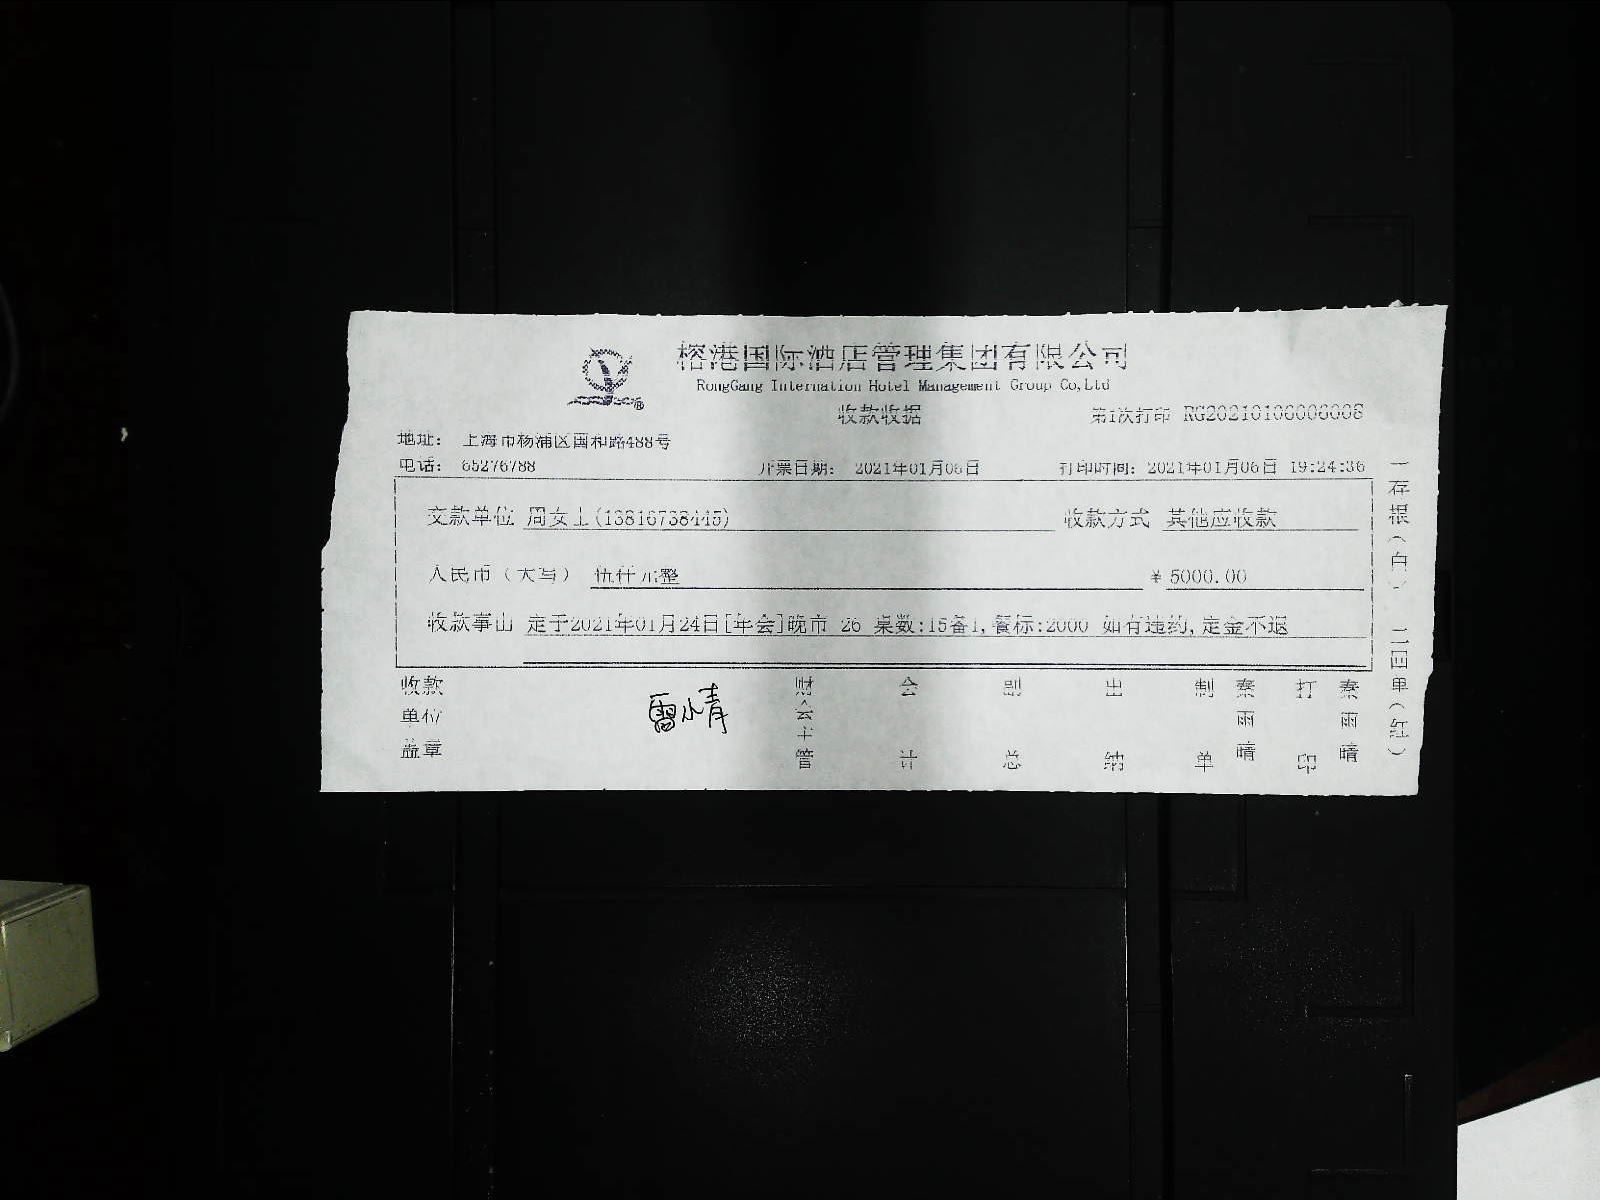 榕港国际酒店管理集团有限公司
RongGang Internation Hotel Management Group Co,Ltd
收款收据
第1次打印 RG20210106006008
地址： 上海市杨浦区国和路488号
电话： 65276788
开票日期： 2021年01月06日
打印时间： 2021年01月06日 19:24:36
交款单位 周女士(13816738445)
收款方式 其他应收款
人民币（大写） 伍仟元整
¥ 5000.00
收款事由 定于2021年01月24日[年会]晚市 26 桌数:15备1,餐标:2000 如有违约,定金不退
收款单位盖章
财会主管
会计
副总
出纳
制单 秦雨晴
打印 秦雨晴
一存根（白） 二回单（红）